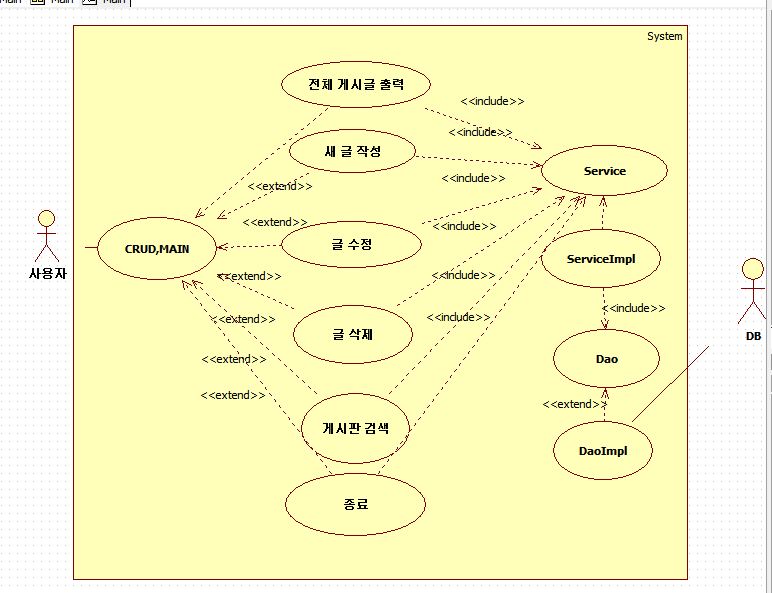 Main
Main
Main
System
전체 게시글 출력
<<include>>
<<include>>
새 글 작성
Service
<<include>>
<<extend>>
<<extend>>
<<include>>
글 수정
CRUD,MAIN
사용자
ServiceImpl
<<extend>>
<<include>>
<<include>>
<<extend>>
<<include>>
글 삭제
DB
<<extend>>
Dao
<<extend>>
<<extend>>
게시판 검색
DaoImpl
종료